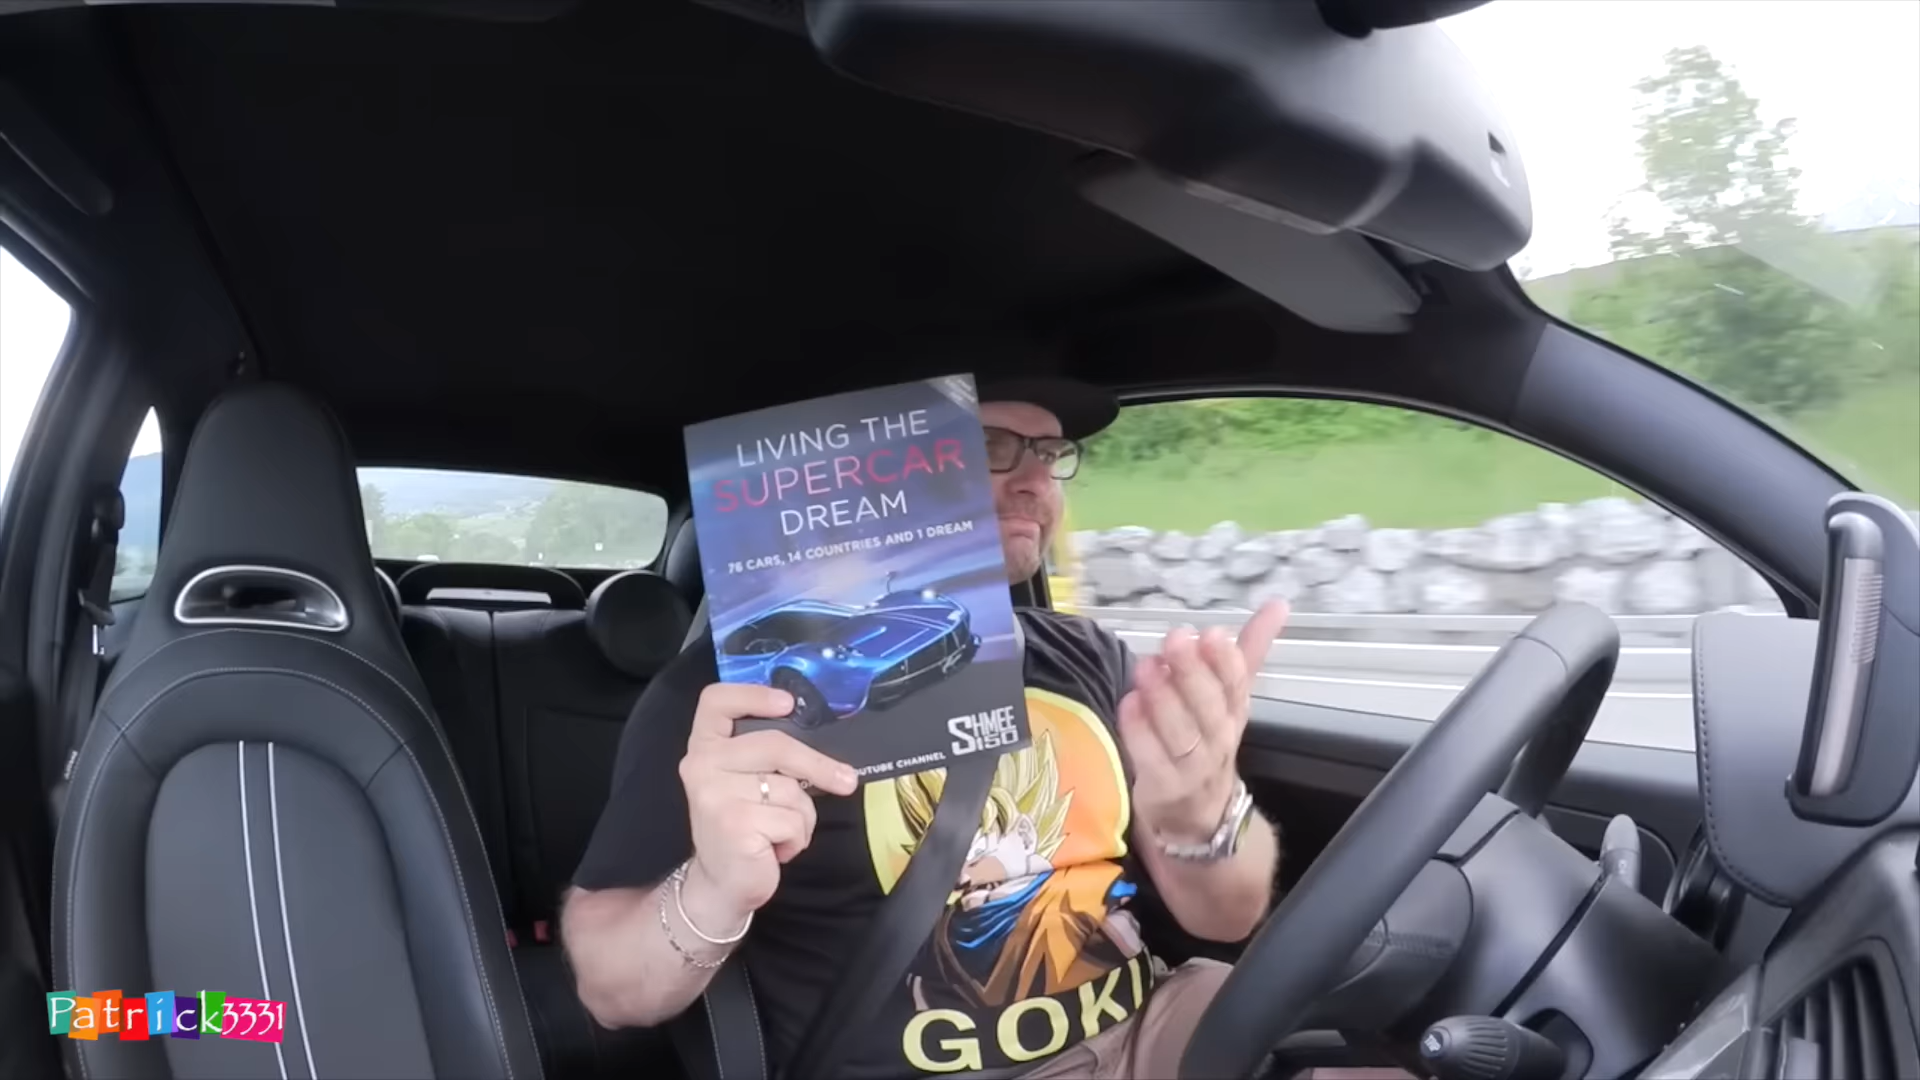 LIVING THE
SUPERCAR
DREAM
76 CARS, 14 COUNTRIES AND 1 DREAM
SHMEE
150
YOUTUBE CHANNEL
GOKU
Patrick3331